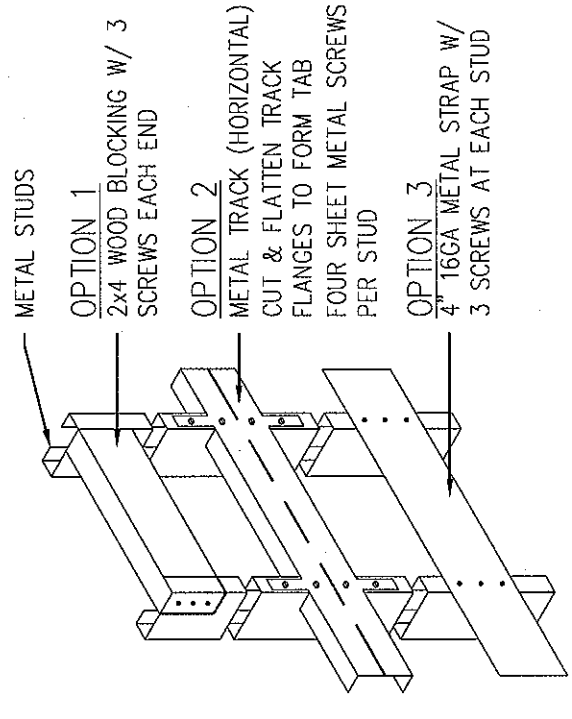 METAL STUDS
OPTION 1
2x4 WOOD BLOCKING W/ 3
SCREWS EACH END
OPTION 2
METAL TRACK (HORIZONTAL)
CUT & FLATTEN TRACK
FLANGES TO FORM TAB
FOUR SHEET METAL SCREWS
PER STUD
OPTION 3
4" 16GA METAL STRAP W/
3 SCREWS AT EACH STUD